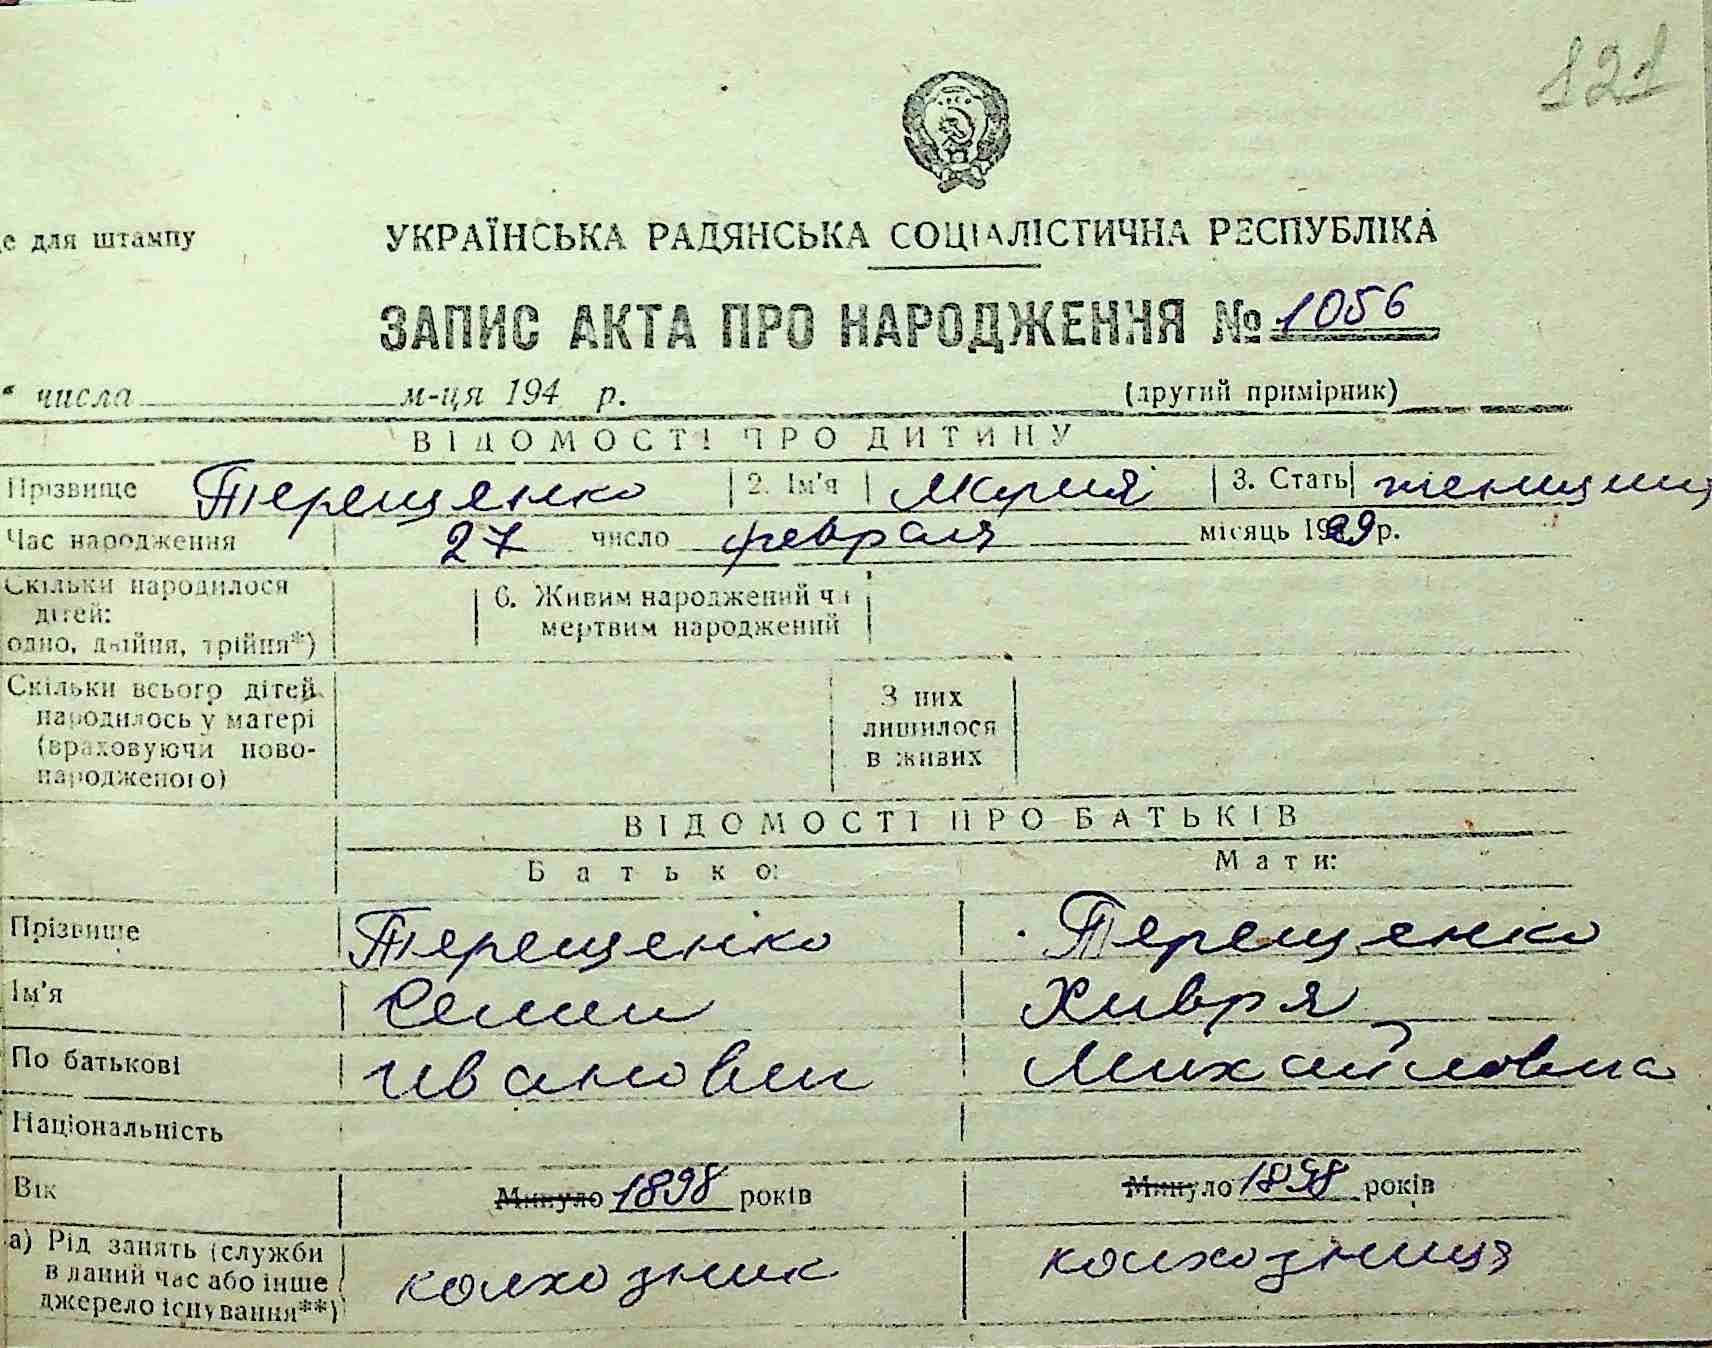 121
це для штампу
УКРАЇНСЬКА РАДЯНСЬКА СОЦІАЛІСТИЧНА РЕСПУБЛІКА
ЗАПИС АКТА ПРО НАРОДЖЕННЯ № 1056
“ числа м-ця 194 р. (другий примірник)
ВІДОМОСТІ ПРО ДИТИНУ
Прізвище Терещенко 2. Ім'я Мария 3. Стать
Час народження 27 число февраля місяць 1929 р.
Скільки народилося дітей: одно, двійня, трійня*)
6. Живим народжений чи мертвим народжений
Скільки всього дітей народилось у матері (враховуючи новонародженого)
З них лишилося в живих
ВІДОМОСТІ ПРО БАТЬКІВ
Батько: Мати:
Прізвище Терещенко Терещенко
Ім'я Семен Хивря
По батькові Иванович Михайловна
Національність
Вік Минуло 1898 років Минуло 1898 років
а) Рід занять (служби в даний час або інше джерело існування**) колхозник колхозниця